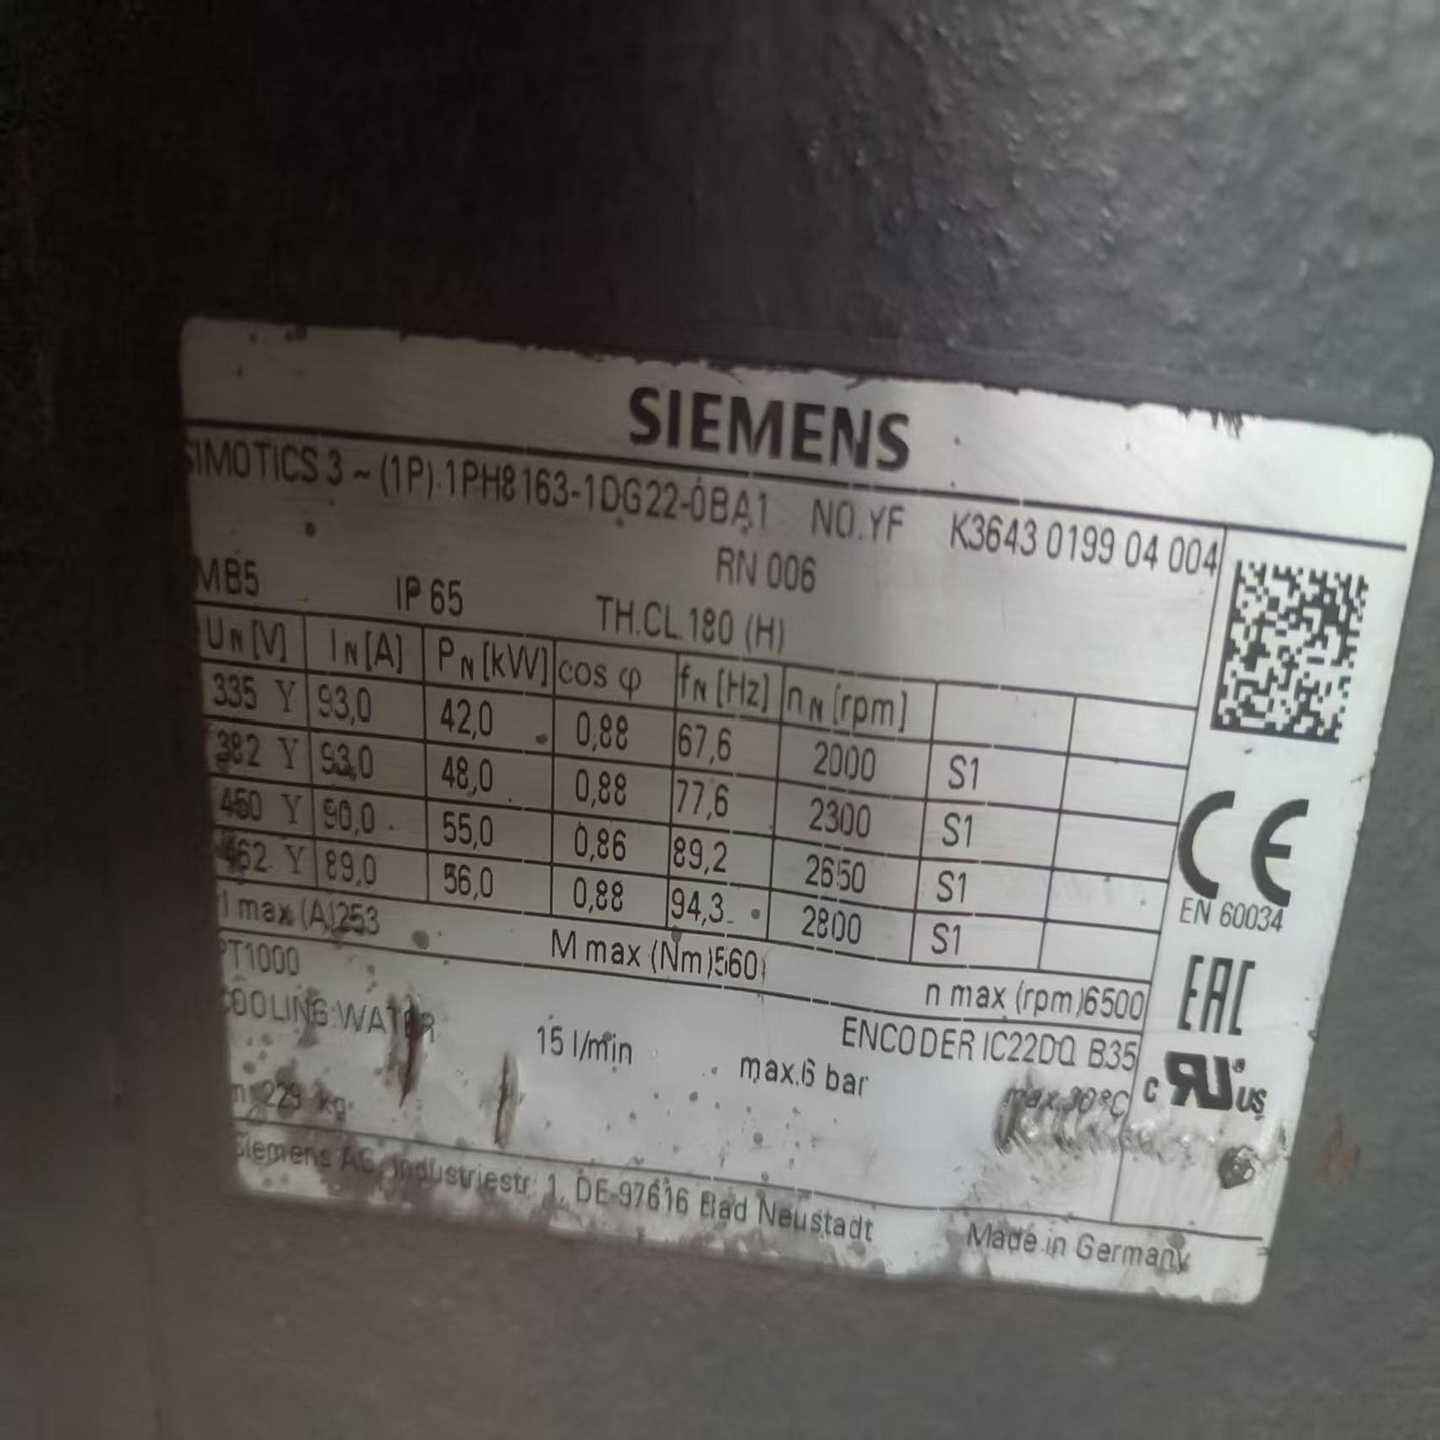 SIEMENS
SIMOTICS 3 ~ (1P) 1PH8163-1DG22-0BA1 NO.YF K3643 0199 04 004
RN 006
IMB5 IP 65 TH.CL.180 (H)
UN [V] IN [A] PN [kW] cos φ fN [Hz] nN [rpm]
335 Y 93,0 42,0 0,88 67,6 2000 S1
382 Y 93,0 48,0 0,88 77,6 2300 S1
450 Y 90,0 55,0 0,86 89,2 2650 S1
462 Y 89,0 56,0 0,88 94,3 2800 S1
I max (A)253 M max (Nm)560 n max (rpm)6500
PT1000 ENCODER IC22DQ B35
COOLING:WATER 15 l/min max.6 bar max.30°C
m: 229 kg
Siemens AG, Industriestr. 1, DE-97616 Bad Neustadt Made in Germany
CE
EN 60034
EAC
c RU us